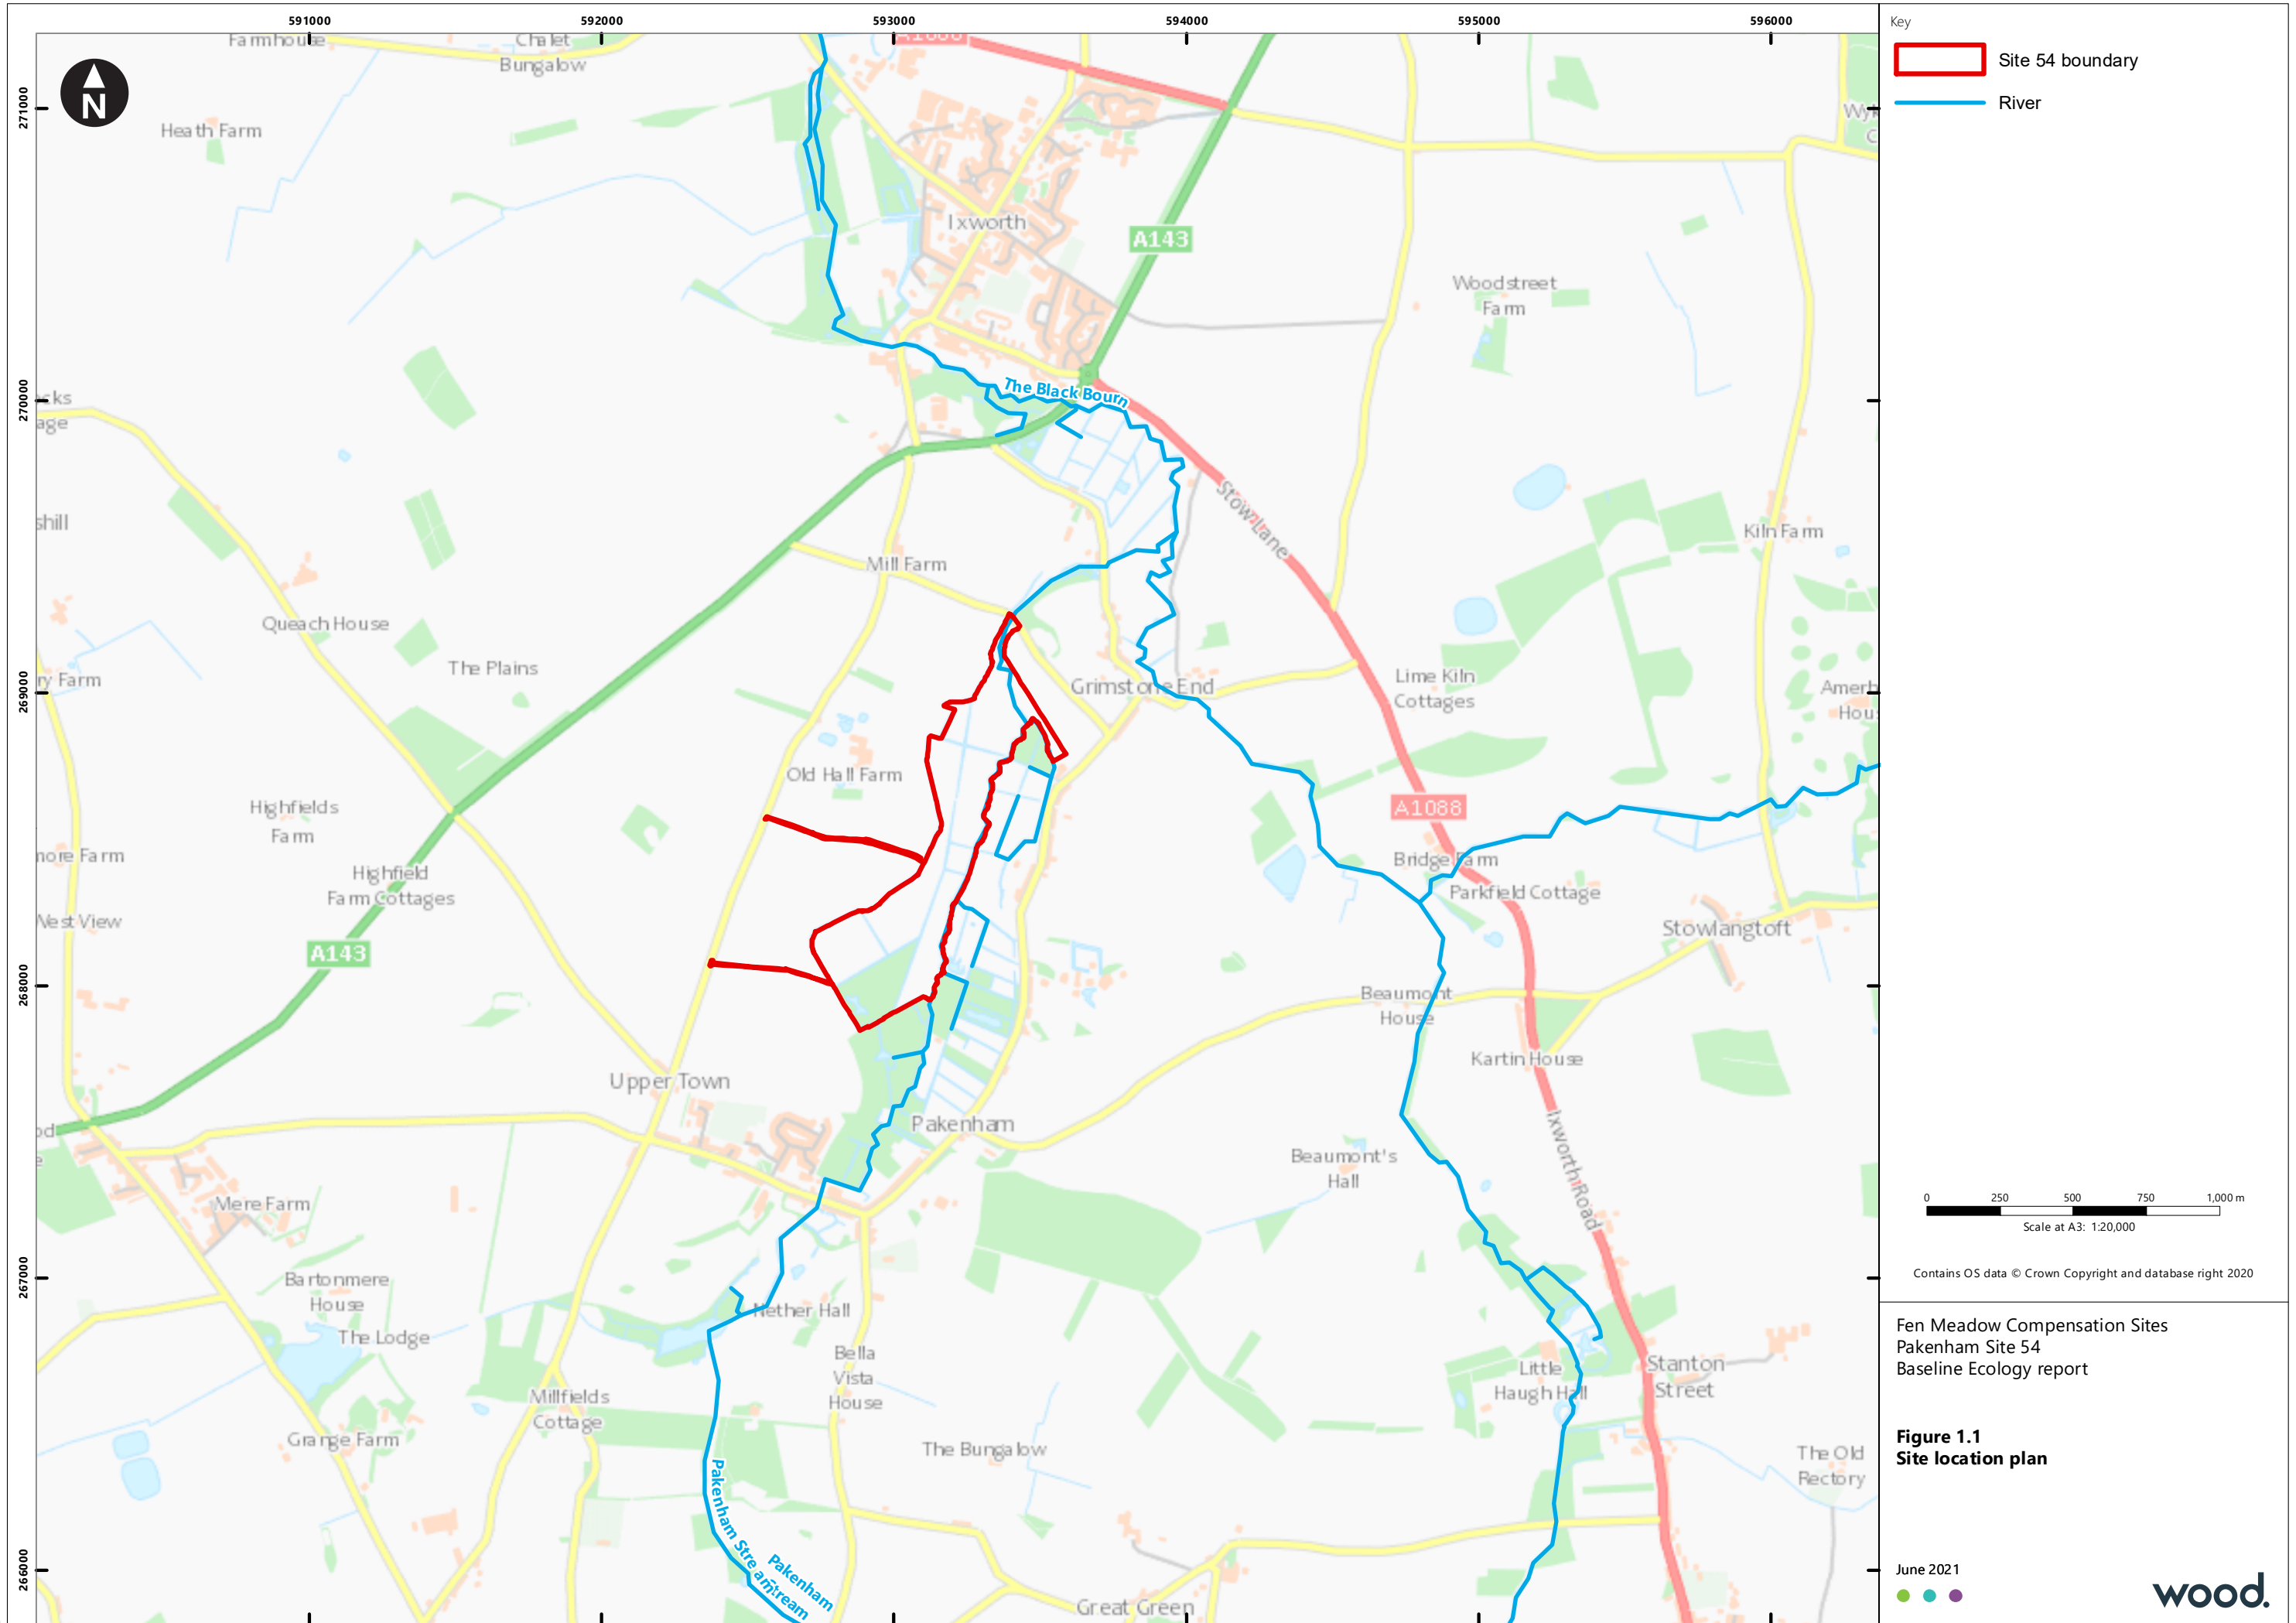 591000
592000
593000
594000
595000
596000
271000
270000
269000
268000
267000
266000
N
Farmhouse
Chalet
Bungalow
Heath Farm
Ixworth
A143
Woodstreet
Farm
The Black Bourn
Stow Lane
Kiln Farm
Mill Farm
Queach House
The Plains
Grimstone End
Lime Kiln
Cottages
Old Hall Farm
Highfields
Farm
A1088
Bridge Farm
Parkfield Cottage
Highfield
Farm Cottages
West View
Stowlangtoft
A143
Beaumont
House
Kartin House
Upper Town
Pakenham
Ixworth Road
Beaumont's
Hall
Mere Farm
Bartonmere
House
The Lodge
Nether Hall
Bella
Vista
House
Little
Haugh Hall
Stanton
Street
Millfields
Cottage
Grange Farm
The Bungalow
The Old
Rectory
Pakenham Stream
Pakenham
Stream
Great Green
Key
Site 54 boundary
River
0 250 500 750 1,000 m
Scale at A3: 1:20,000
Contains OS data © Crown Copyright and database right 2020
Fen Meadow Compensation Sites
Pakenham Site 54
Baseline Ecology report
Figure 1.1
Site location plan
June 2021
wood.